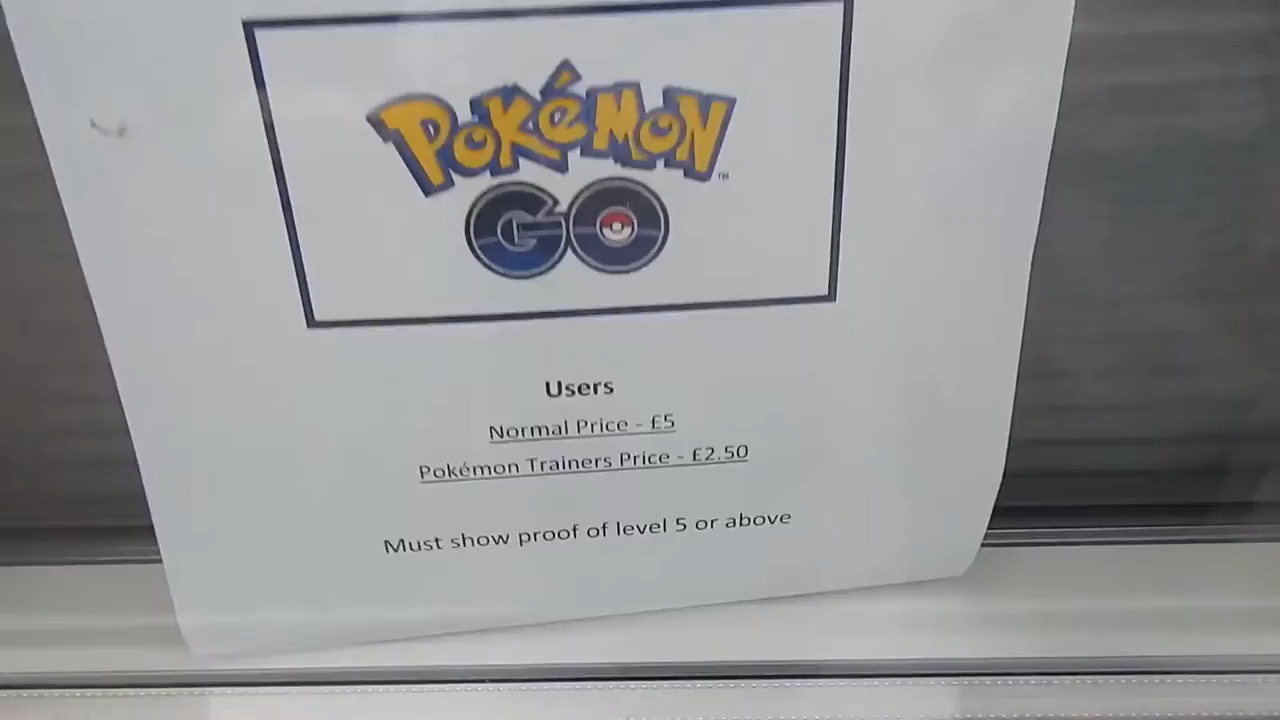 POKéMON
GO
Users
Normal Price - £5
Pokémon Trainers Price - £2.50
Must show proof of level 5 or above